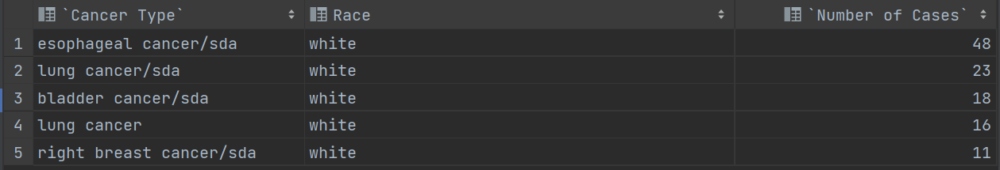 `Cancer Type` Race `Number of Cases`
1 esophageal cancer/sda white 48
2 lung cancer/sda white 23
3 bladder cancer/sda white 18
4 lung cancer white 16
5 right breast cancer/sda white 11